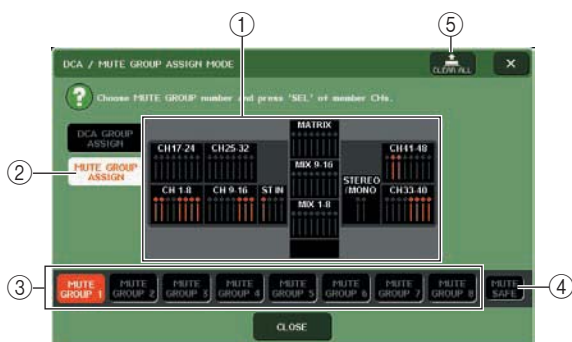 ① ⑤
DCA / MUTE GROUP ASSIGN MODE
CLEAR ALL
×
? Choose MUTE GROUP number and press 'SEL' of member CHs.
DCA GROUP
ASSIGN
② MUTE GROUP
ASSIGN
MATRIX
CH17-24 CH25-32 CH41-48
MIX 9-16
STEREO
/MONO
CH 1-8 CH 9-16 ST IN CH33-40
MIX 1-8
③ MUTE GROUP 1 MUTE GROUP 2 MUTE GROUP 3 MUTE GROUP 4 MUTE GROUP 5 MUTE GROUP 6 MUTE GROUP 7 MUTE GROUP 8 MUTE SAFE ④
CLOSE